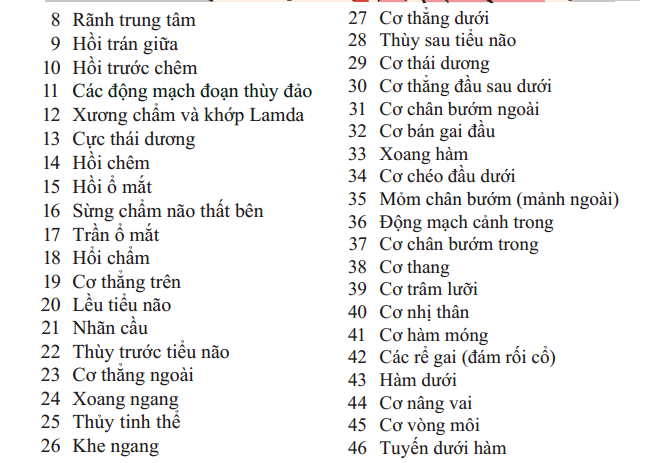 8 Rãnh trung tâm
9 Hồi trán giữa
10 Hồi trước chêm
11 Các động mạch đoạn thùy đảo
12 Xương chẩm và khớp Lamda
13 Cực thái dương
14 Hồi chêm
15 Hồi ổ mắt
16 Sừng chẩm não thất bên
17 Trần ổ mắt
18 Hồi chẩm
19 Cơ thẳng trên
20 Lều tiểu não
21 Nhãn cầu
22 Thùy trước tiểu não
23 Cơ thẳng ngoài
24 Xoang ngang
25 Thủy tinh thể
26 Khe ngang
27 Cơ thẳng dưới
28 Thùy sau tiểu não
29 Cơ thái dương
30 Cơ thẳng đầu sau dưới
31 Cơ chân bướm ngoài
32 Cơ bán gai đầu
33 Xoang hàm
34 Cơ chéo đầu dưới
35 Mỏm chân bướm (mảnh ngoài)
36 Động mạch cảnh trong
37 Cơ chân bướm trong
38 Cơ thang
39 Cơ trâm lưỡi
40 Cơ nhị thân
41 Cơ hàm móng
42 Các rể gai (đám rối cổ)
43 Hàm dưới
44 Cơ nâng vai
45 Cơ vòng môi
46 Tuyến dưới hàm